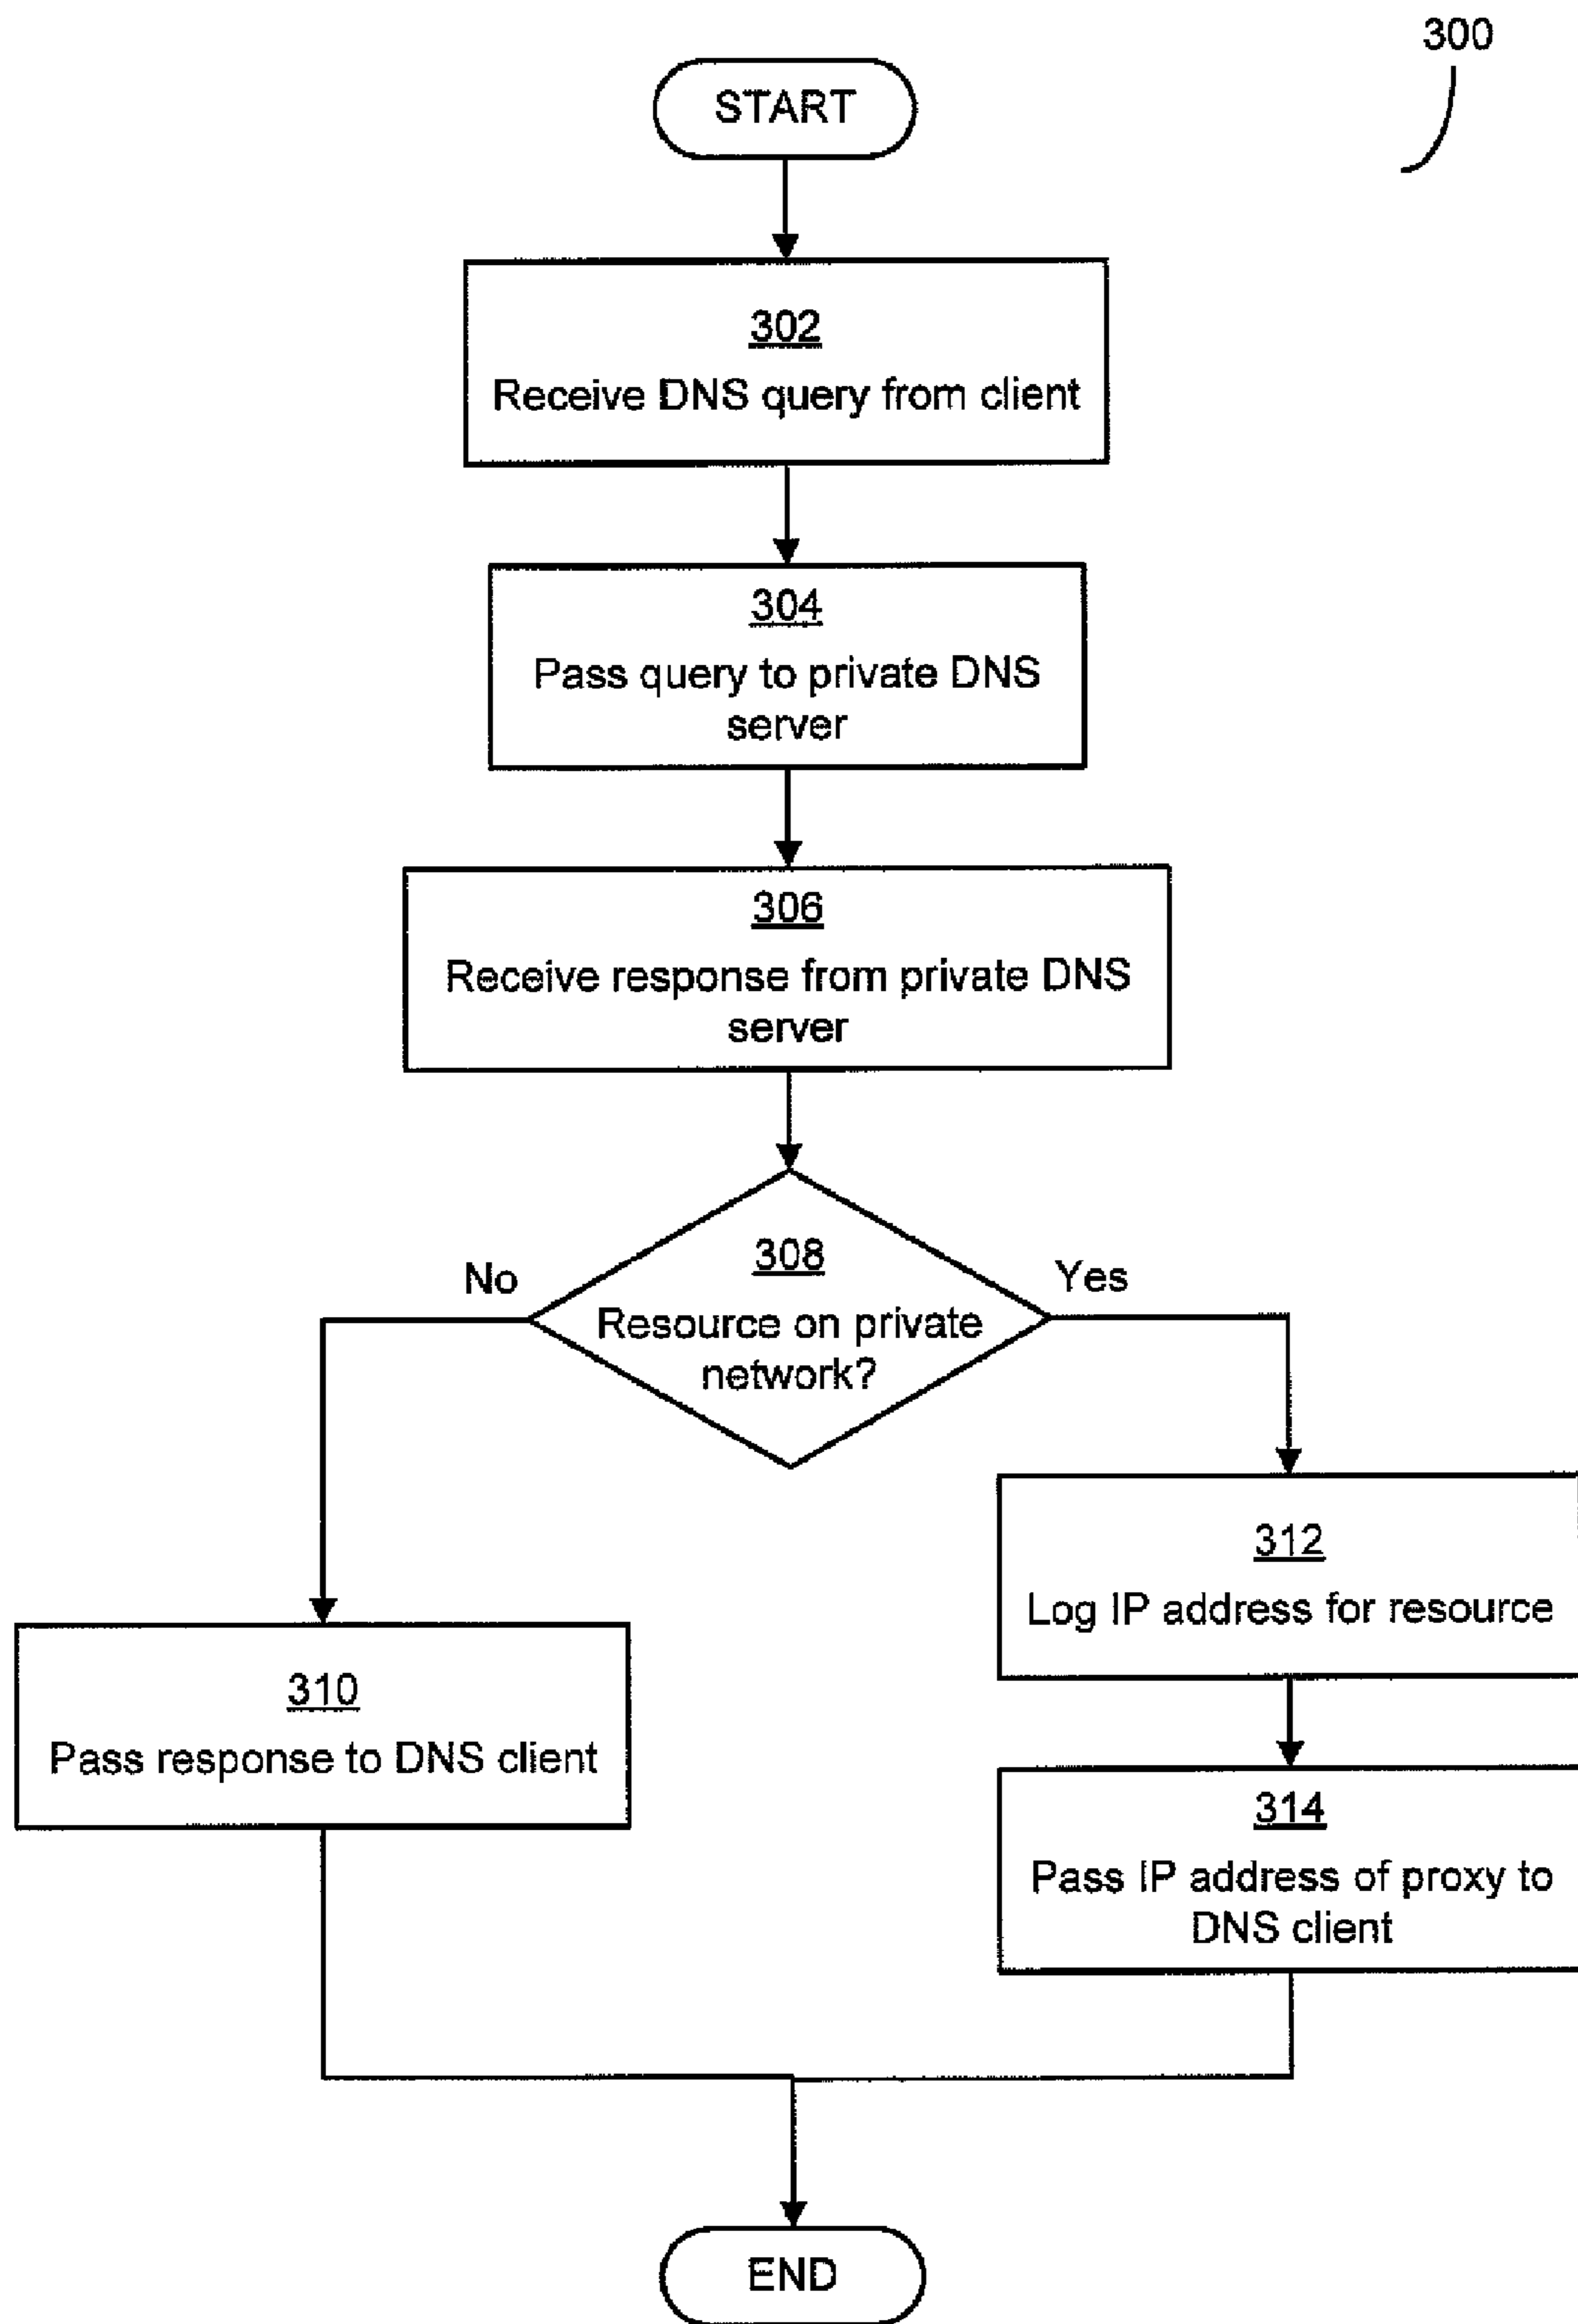 300
START
302
Receive DNS query from client
304
Pass query to private DNS
server
306
Receive response from private DNS
server
308
Resource on private
network?
No
Yes
312
Log IP address for resource
310
Pass response to DNS client
314
Pass IP address of proxy to
DNS client
END